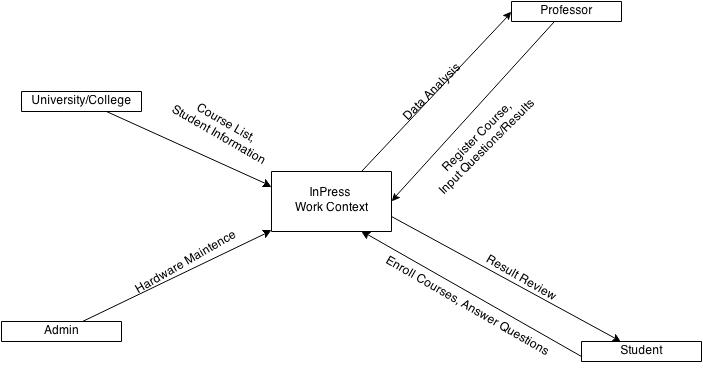 Professor
University/College
Data Analysis
Course List,
Student Information
Register Course,
Input Questions/Results
InPress
Work Context
Hardware Maintence
Result Review
Enroll Courses, Answer Questions
Admin
Student